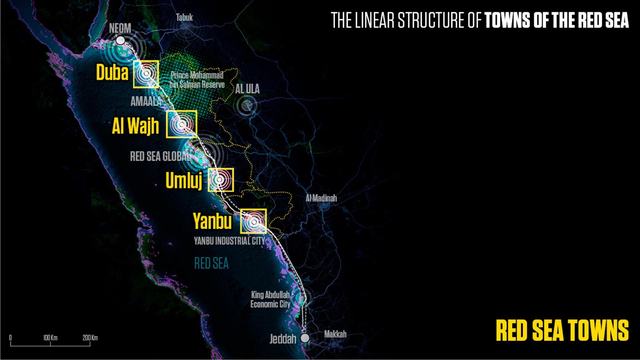 THE LINEAR STRUCTURE OF TOWNS OF THE RED SEA
NEOM
Tabuk
Duba
Prince Mohammad
bin Salman Reserve
AL ULA
AMAALA
Al Wajh
RED SEA GLOBAL
Umluj
Al-Madinah
Yanbu
YANBU INDUSTRIAL CITY
RED SEA
King Abdullah
Economic City
RED SEA TOWNS
Jeddah
Makkah
0 100 Km 200 Km